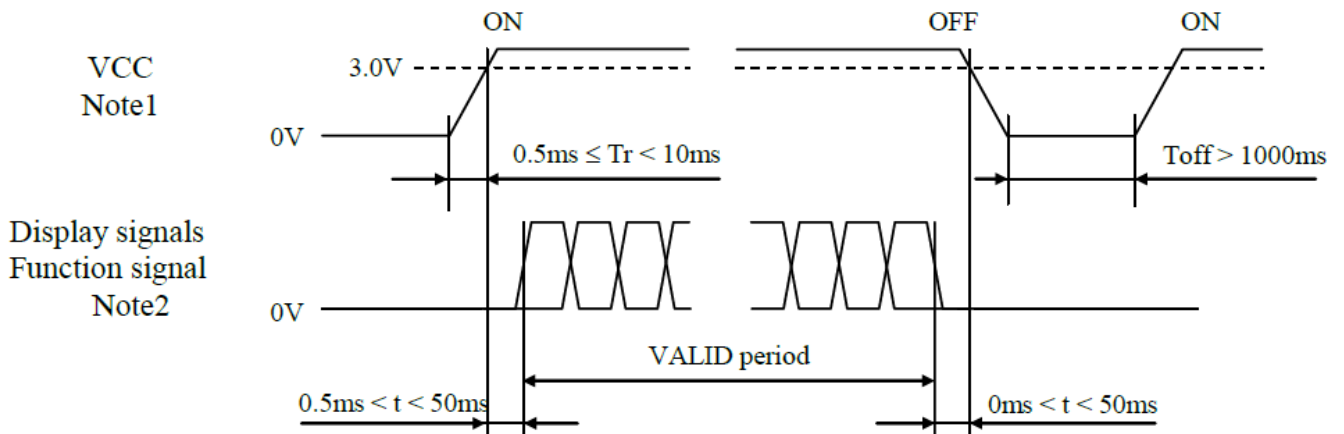 ON
OFF
ON
VCC
Note1
3.0V
0V
0.5ms ≤ Tr < 10ms
Toff > 1000ms
Display signals
Function signal
Note2
0V
VALID period
0.5ms < t < 50ms
0ms < t < 50ms